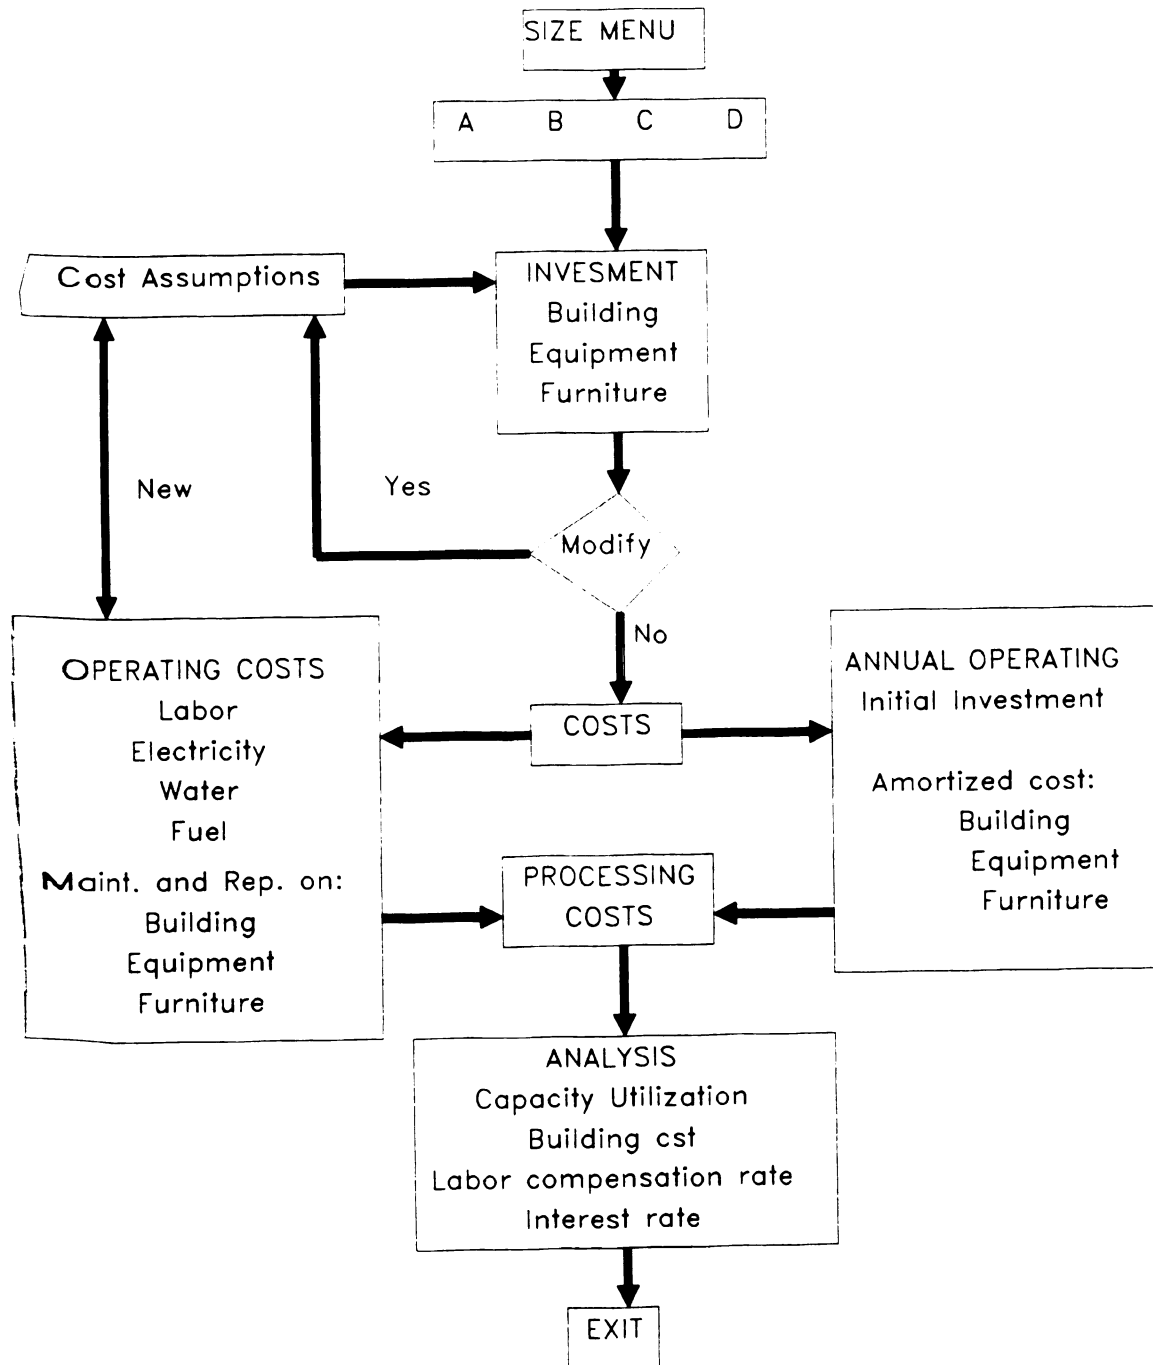 SIZE MENU
A B C D
Cost Assumptions
INVESMENT
Building
Equipment
Furniture
New
Yes
Modify
No
OPERATING COSTS
Labor
Electricity
Water
Fuel
Maint. and Rep. on:
Building
Equipment
Furniture
COSTS
ANNUAL OPERATING
Initial Investment
Amortized cost:
Building
Equipment
Furniture
PROCESSING
COSTS
ANALYSIS
Capacity Utilization
Building cst
Labor compensation rate
Interest rate
EXIT